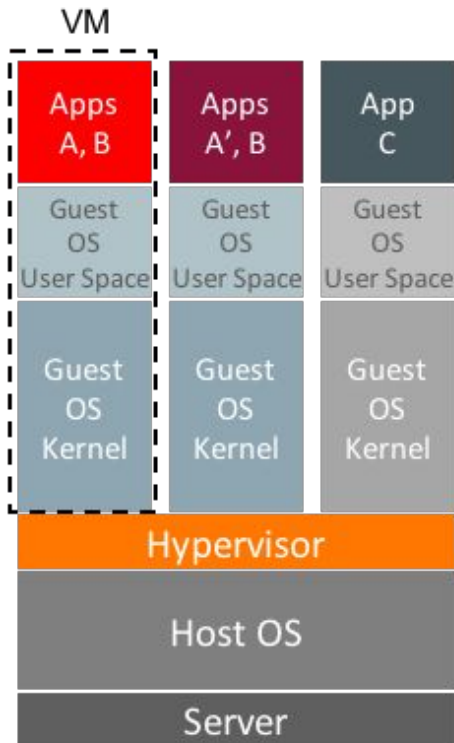 VM
Apps
A, B
Apps
A’, B
App
C
Guest
OS
User Space
Guest
OS
User Space
Guest
OS
User Space
Guest
OS
Kernel
Guest
OS
Kernel
Guest
OS
Kernel
Hypervisor
Host OS
Server